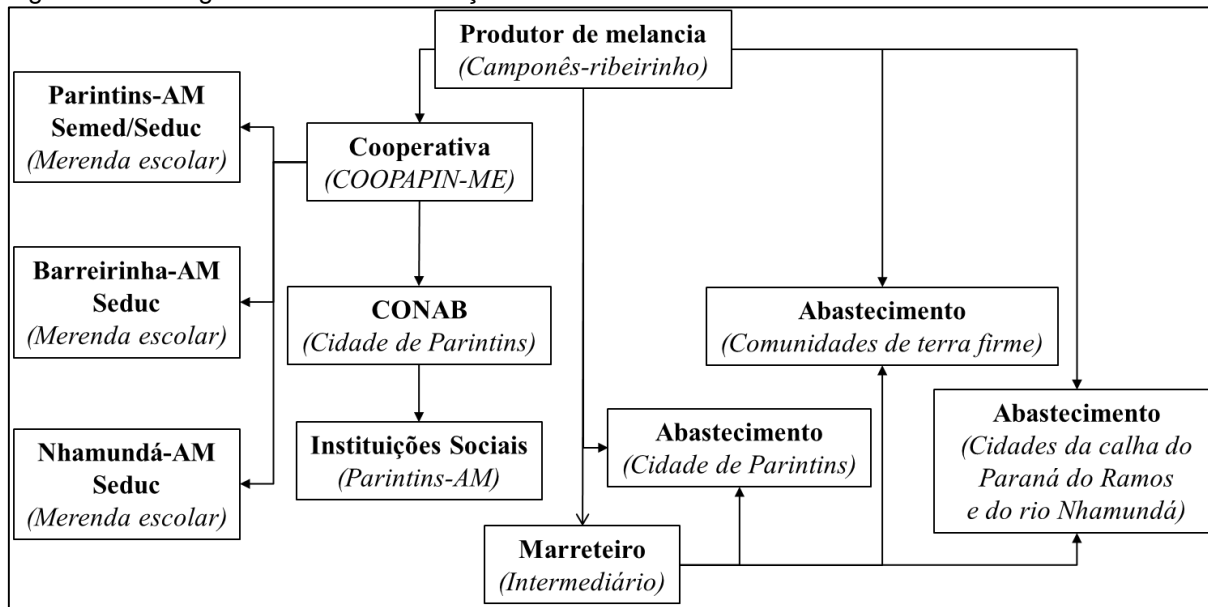 Produtor de melancia
(Camponês-ribeirinho)
Parintins-AM
Semed/Seduc
(Merenda escolar)
Cooperativa
(COOPAPIN-ME)
Barreirinha-AM
Seduc
(Merenda escolar)
CONAB
(Cidade de Parintins)
Abastecimento
(Comunidades de terra firme)
Nhamundá-AM
Seduc
(Merenda escolar)
Instituições Sociais
(Parintins-AM)
Abastecimento
(Cidade de Parintins)
Abastecimento
(Cidades da calha do
Paraná do Ramos
e do rio Nhamundá)
Marreteiro
(Intermediário)